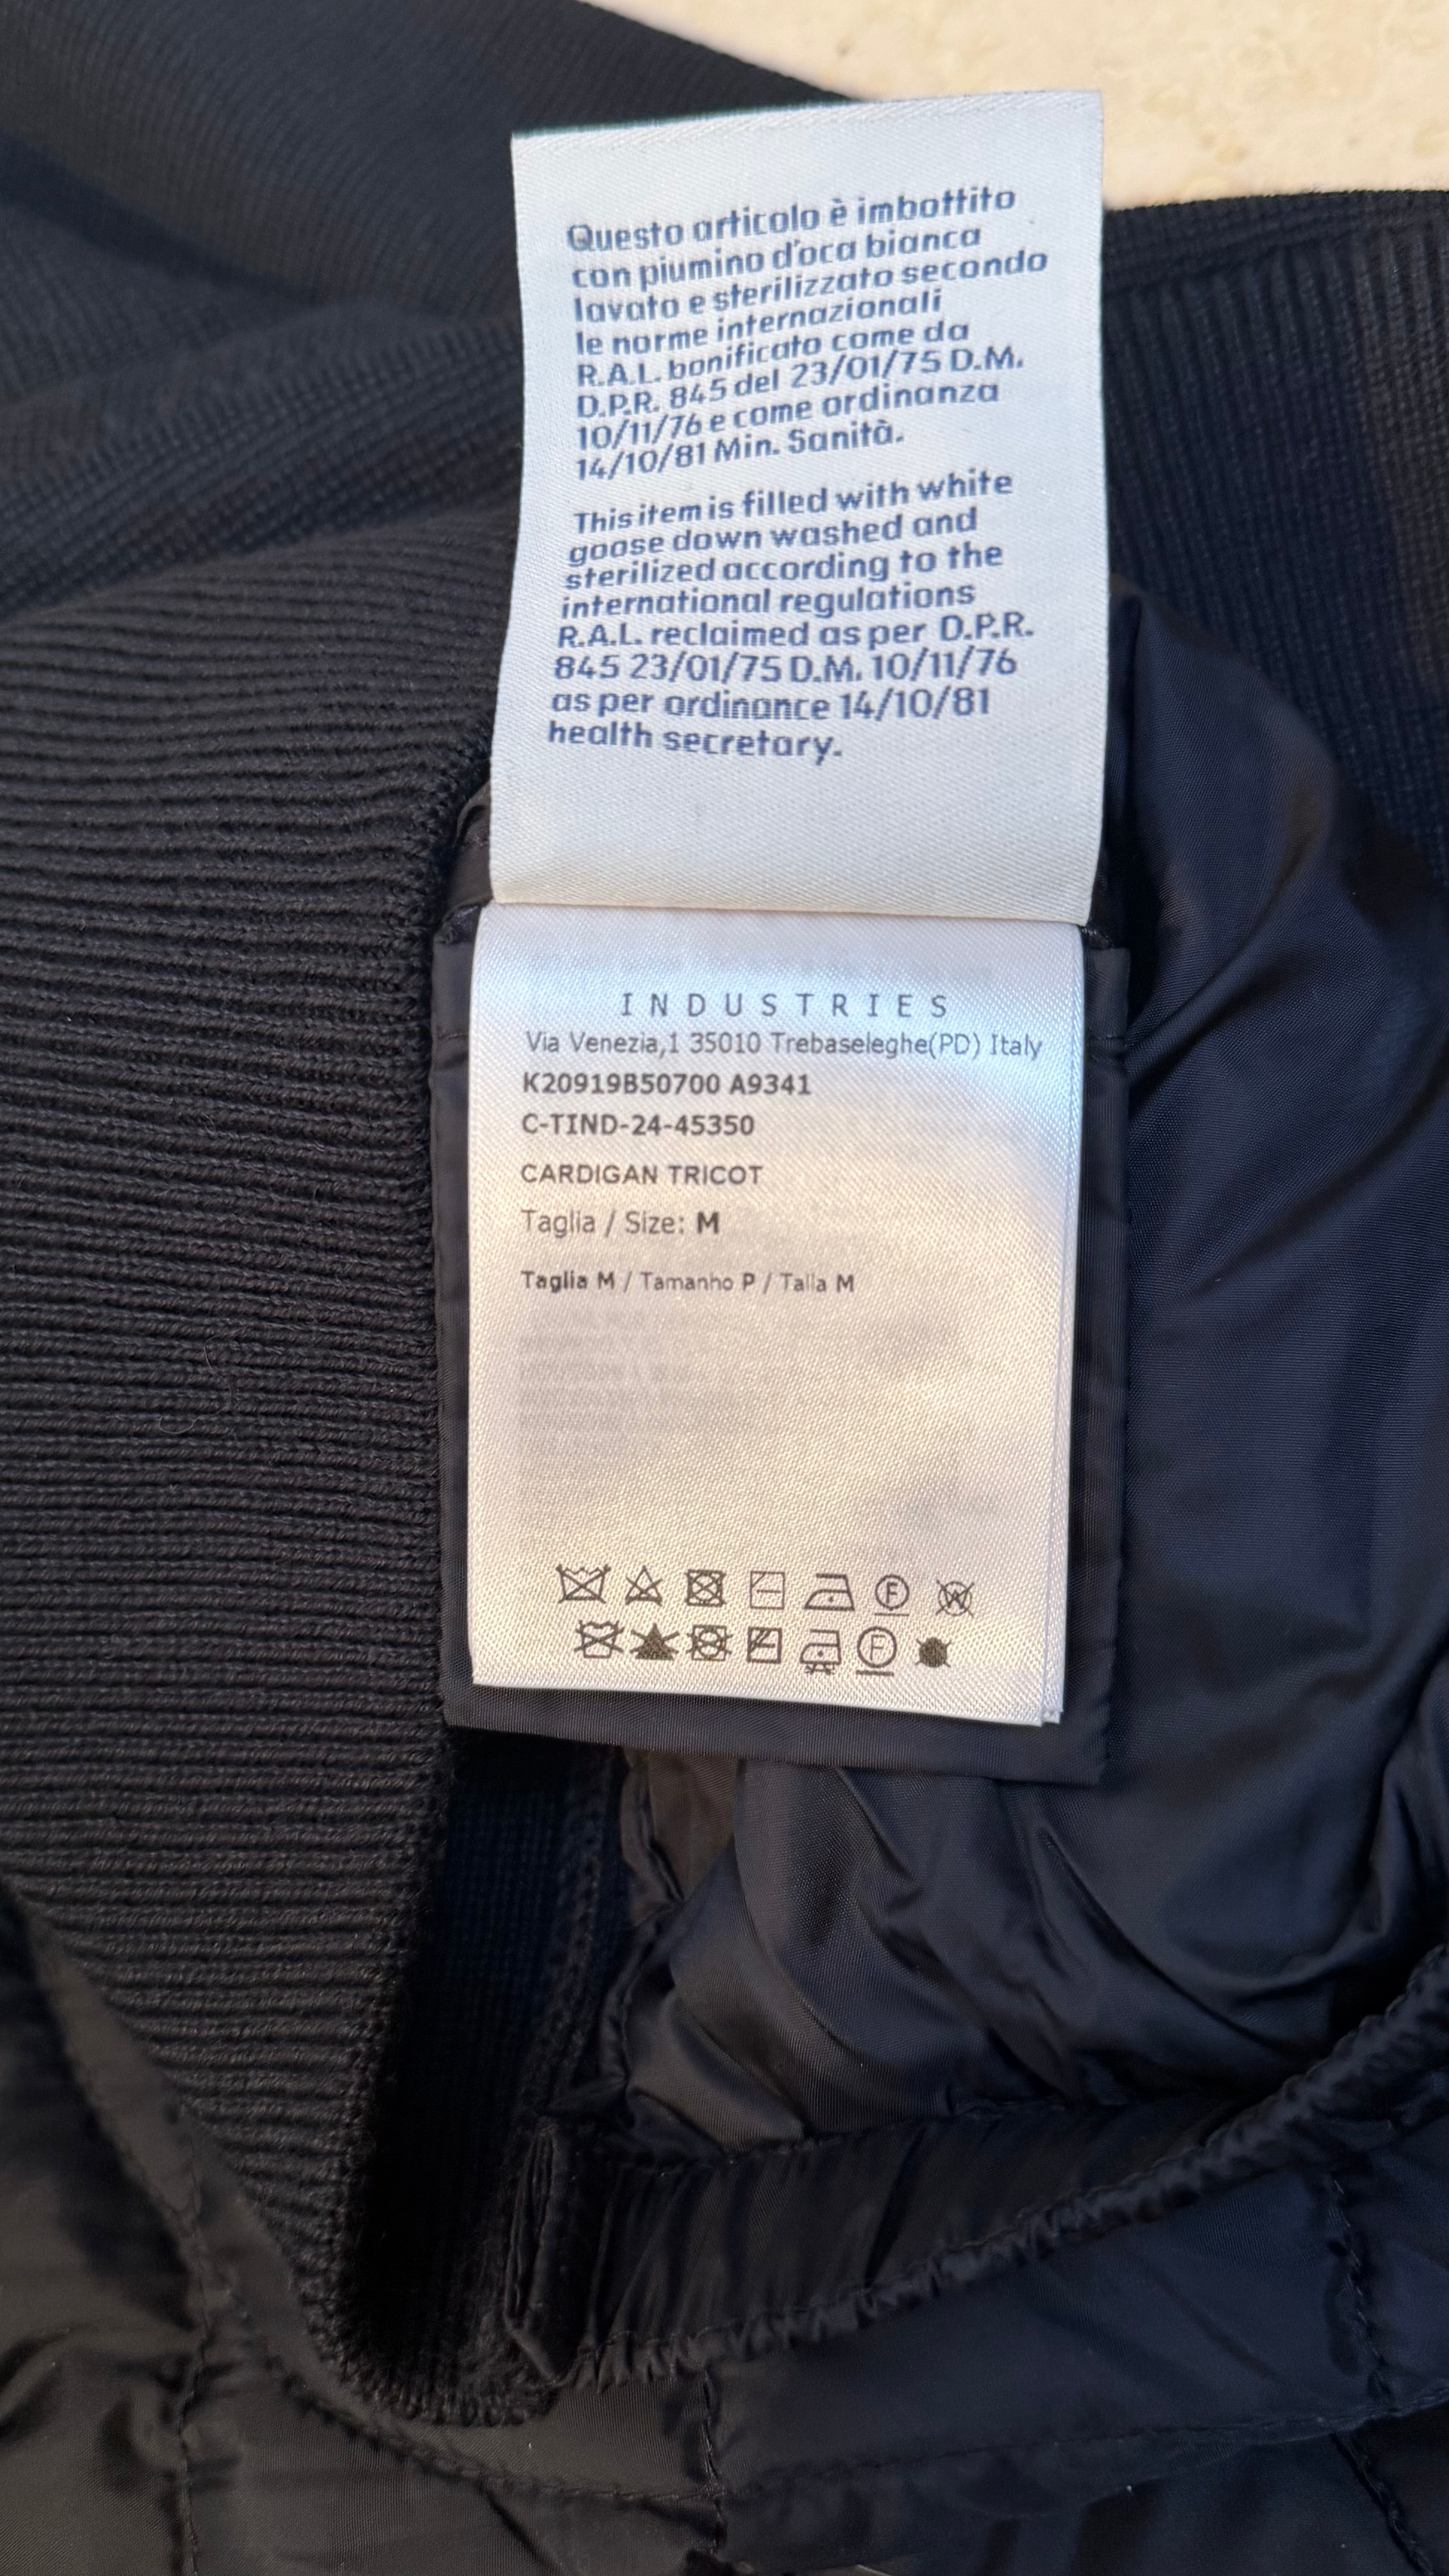 Questo articolo è imbottito
con piumino d'oca bianca
lavato e sterilizzato secondo
le norme internazionali
R.A.L. bonificato come da
D.P.R. 845 del 23/01/75 D.M.
10/11/76 e come ordinanza
14/10/81 Min. Sanità.
This item is filled with white
goose down washed and
sterilized according to the
international regulations
R.A.L. reclaimed as per D.P.R.
845 23/01/75 D.M. 10/11/76
as per ordinance 14/10/81
health secretary.
INDUSTRIES
Via Venezia,1 35010 Trebaseleghe(PD) Italy
K20919B50700 A9341
C-TIND-24-45350
CARDIGAN TRICOT
Taglia / Size: M
Taglia M / Tamanho P / Talla M
F W
F